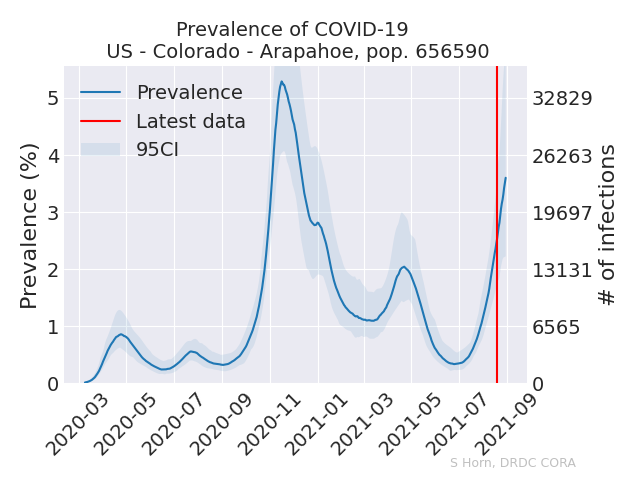 Prevalence of COVID-19
US - Colorado - Arapahoe, pop. 656590
Prevalence
Latest data
95CI
Prevalence (%)
5
4
3
2
1
0
32829
26263
19697
13131
6565
0
# of infections
2020-03
2020-05
2020-07
2020-09
2020-11
2021-01
2021-03
2021-05
2021-07
2021-09
S Horn, DRDC CORA